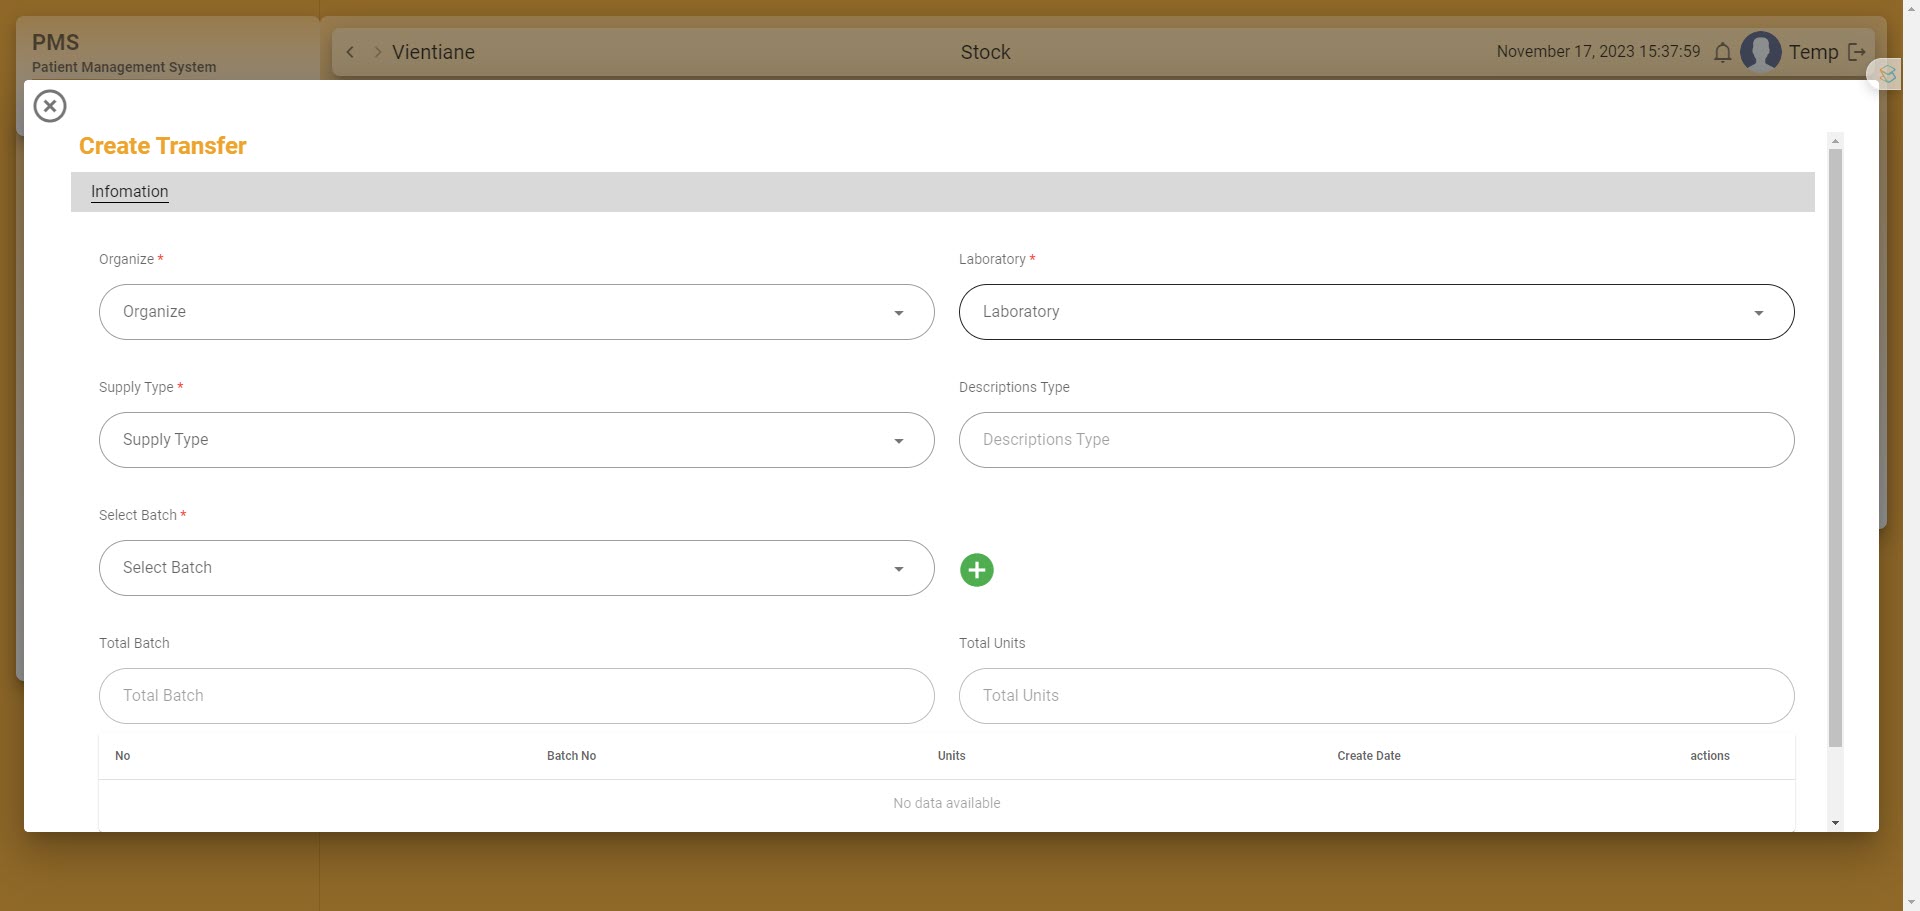 PMS
Patient Management System
Vientiane
Stock
November 17, 2023 15:37:59
Temp
Create Transfer
Infomation
Organize *
Laboratory *
Organize
Laboratory
Supply Type *
Descriptions Type
Supply Type
Descriptions Type
Select Batch *
Select Batch
Total Batch
Total Units
Total Batch
Total Units
No
Batch No
Units
Create Date
actions
No data available